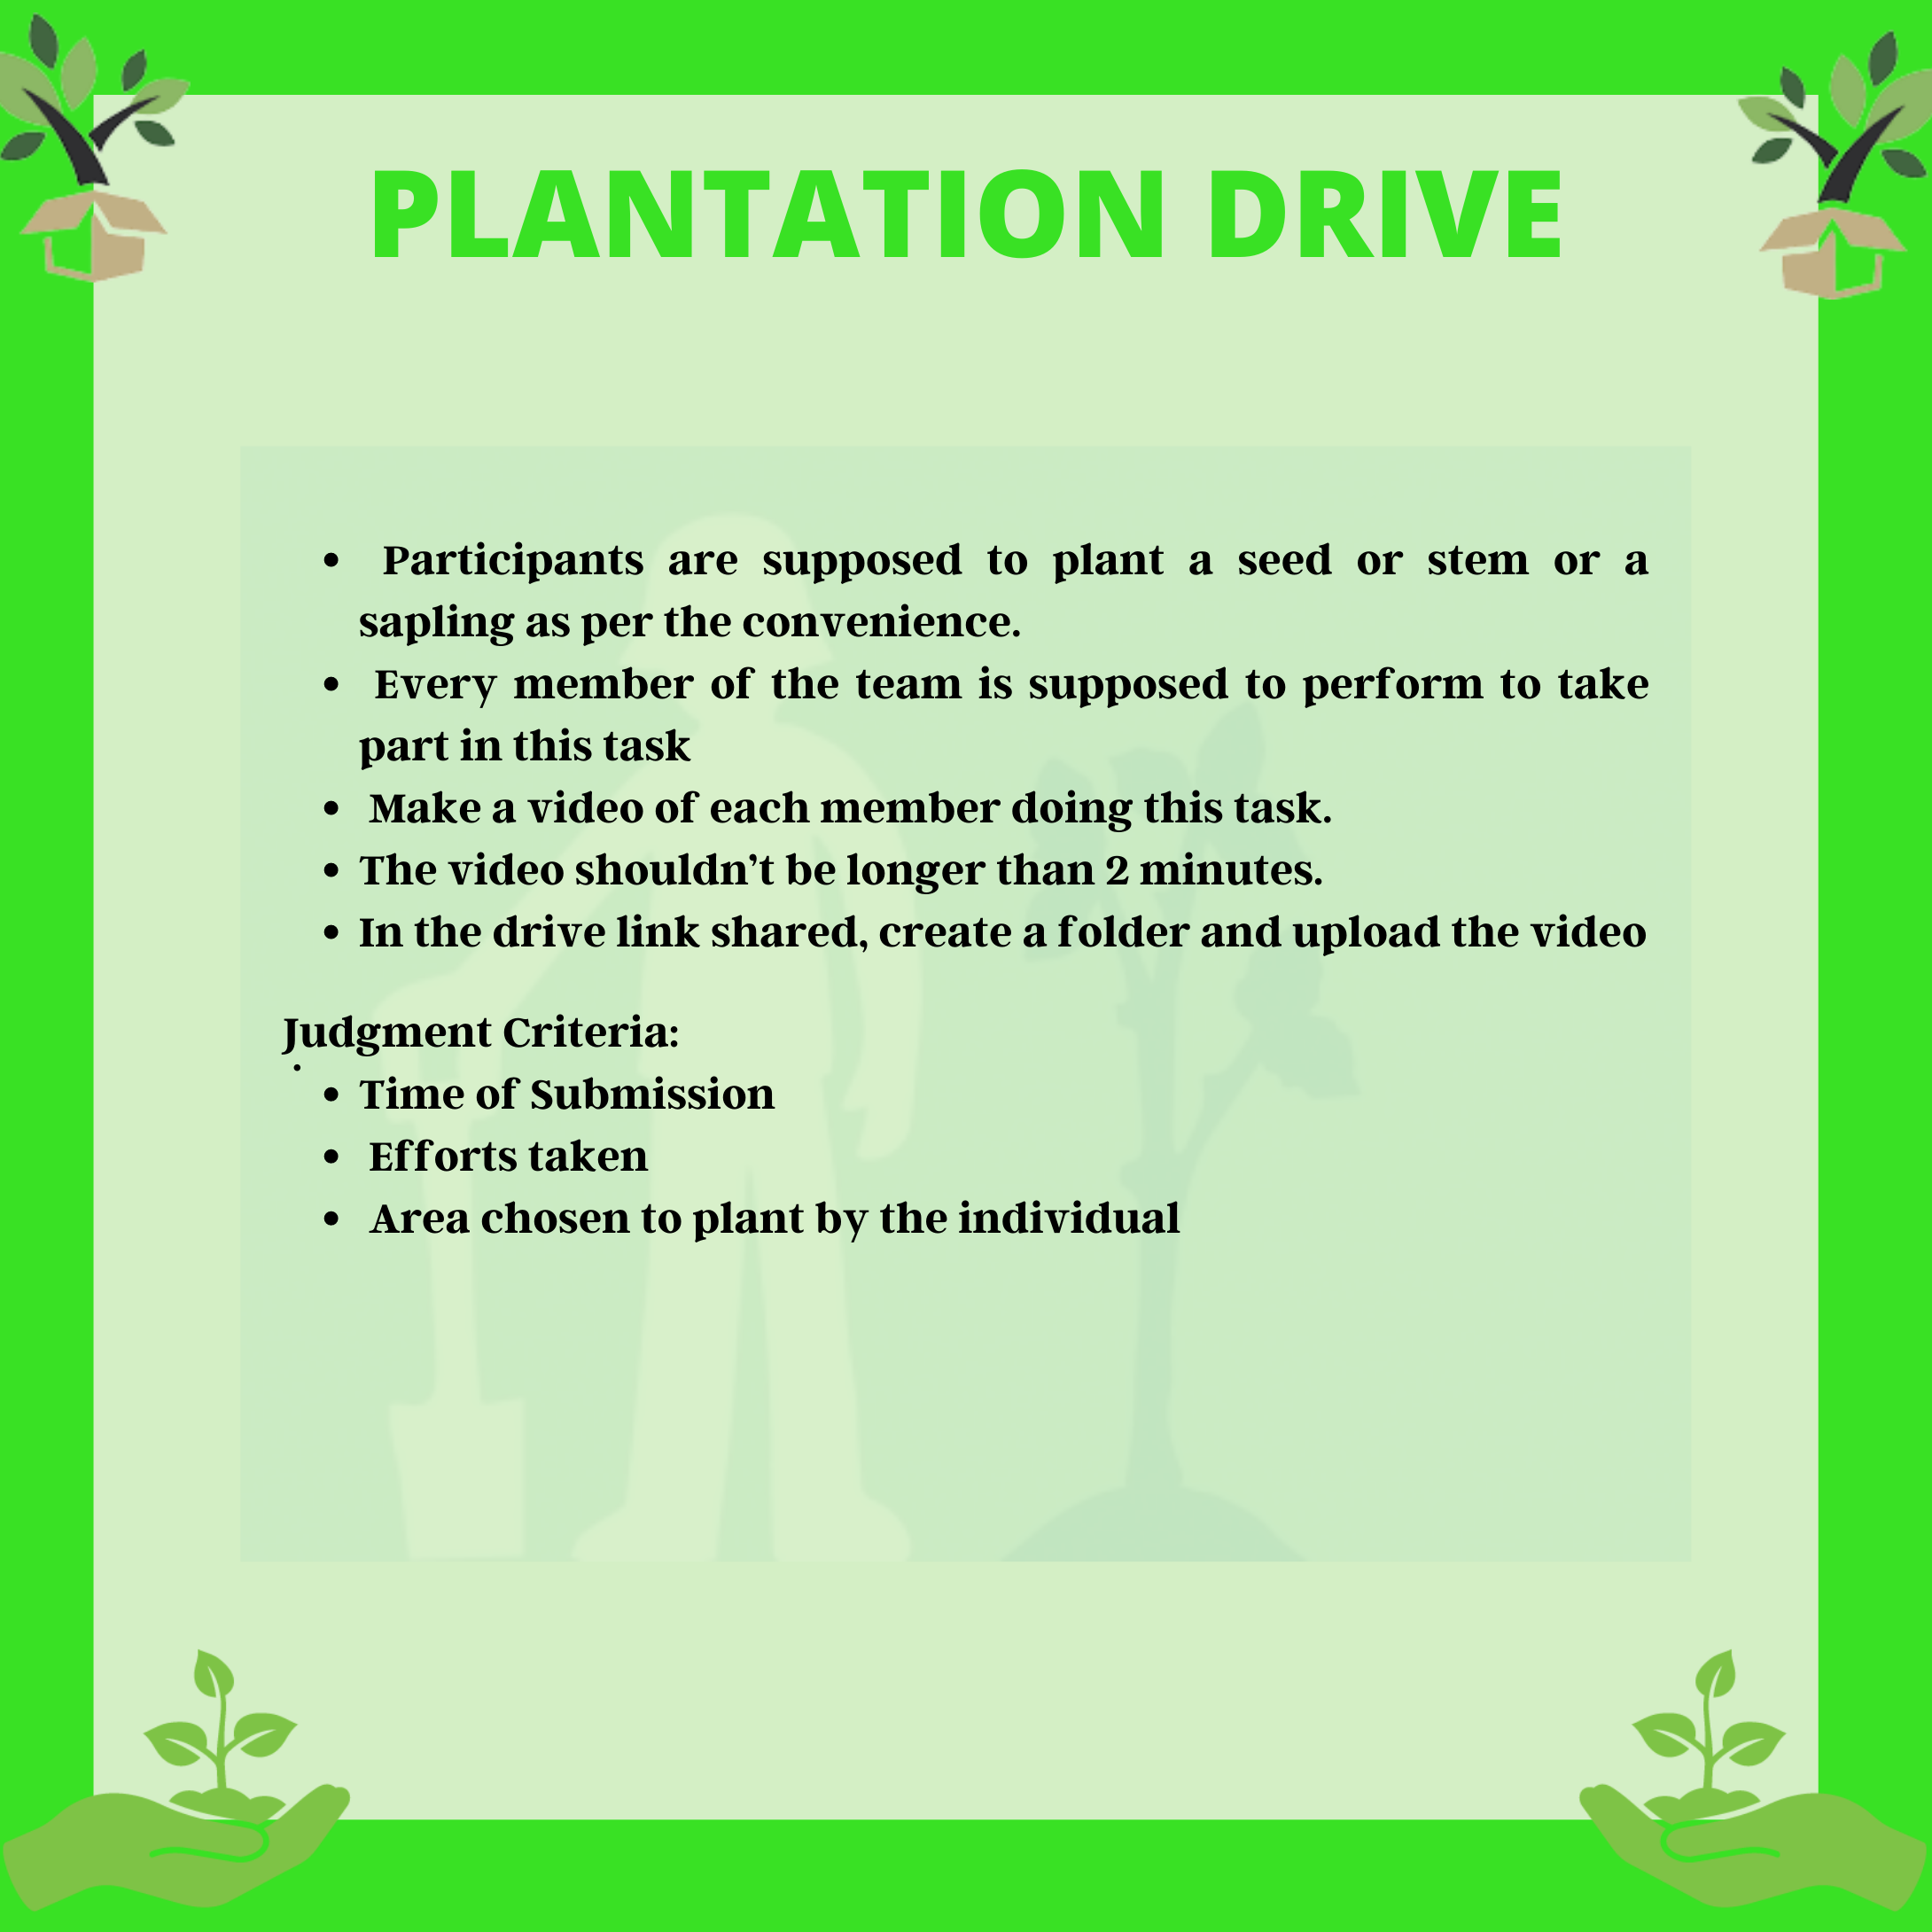 PLANTATION DRIVE
• Participants are supposed to plant a seed or stem or a
sapling as per the convenience.
• Every member of the team is supposed to perform to take
part in this task
• Make a video of each member doing this task.
• The video shouldn’t be longer than 2 minutes.
• In the drive link shared, create a folder and upload the video
Judgment Criteria:
.
• Time of Submission
• Efforts taken
• Area chosen to plant by the individual